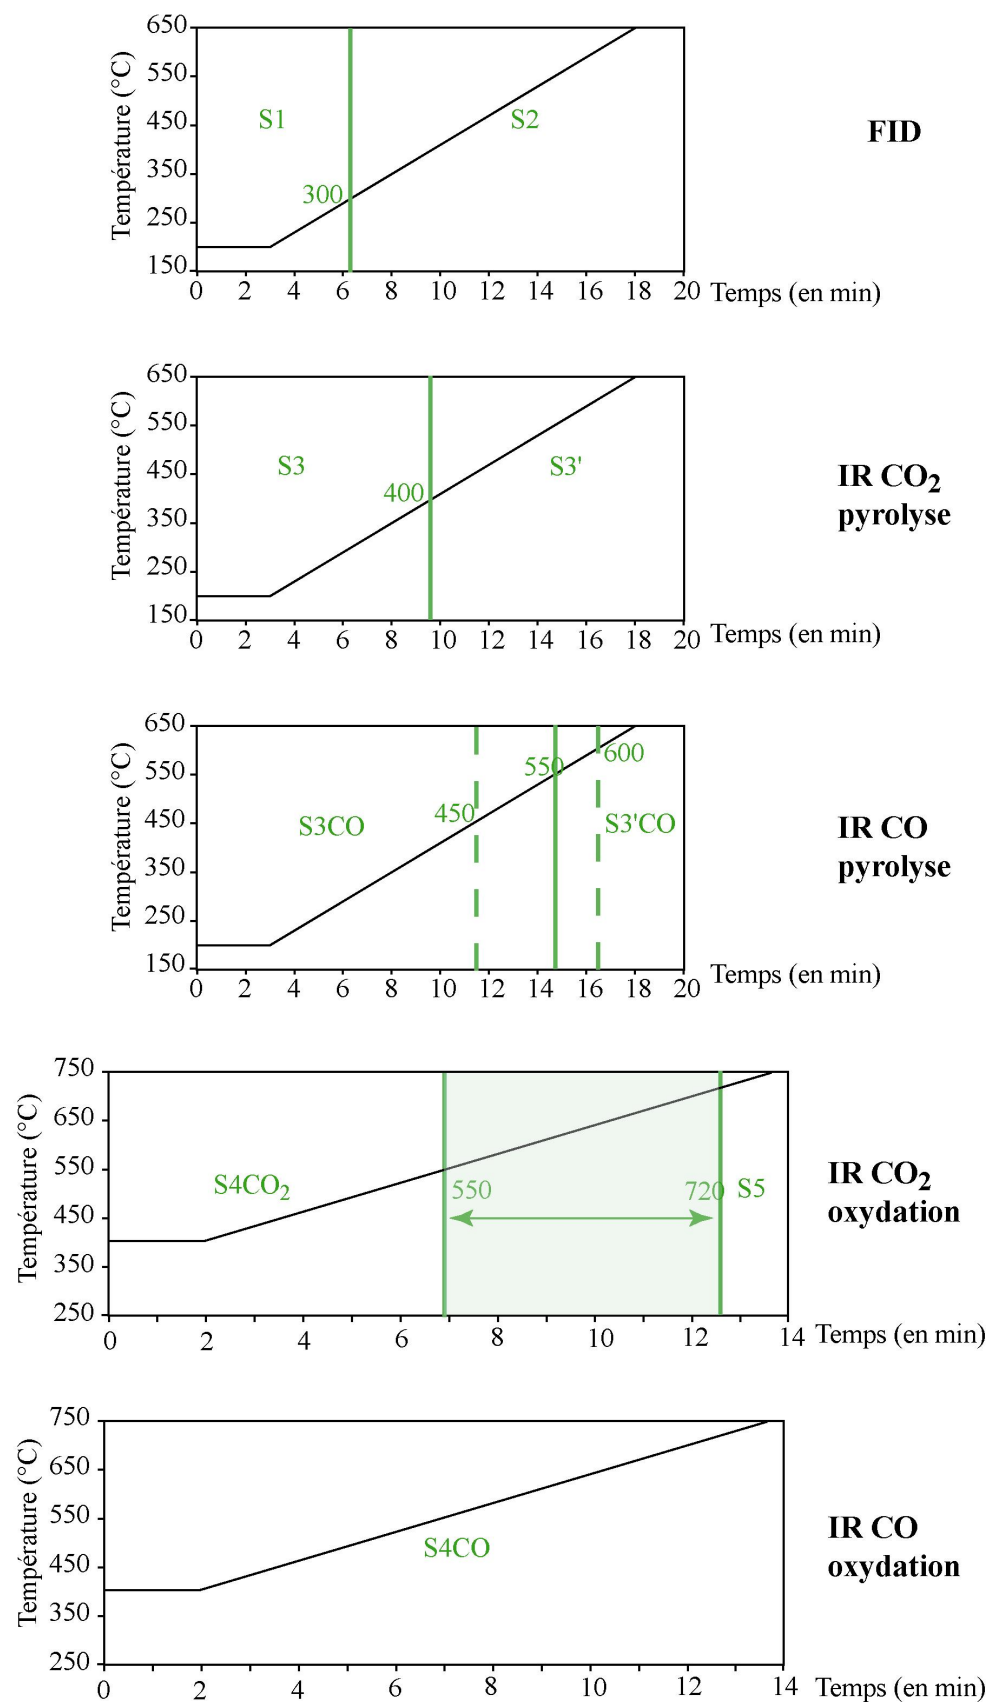 650
550
450
350
250
150
Température (°C)
S1
S2
300
0 2 4 6 8 10 12 14 16 18 20 Temps (en min)
FID
650
550
450
350
250
150
Température (°C)
S3
S3'
400
0 2 4 6 8 10 12 14 16 18 20 Temps (en min)
IR CO₂
pyrolyse
650
550
450
350
250
150
Température (°C)
550
600
450
S3CO
S3'CO
0 2 4 6 8 10 12 14 16 18 20 Temps (en min)
IR CO
pyrolyse
750
650
550
450
350
250
Température (°C)
S4CO₂
550
720
S5
0 2 4 6 8 10 12 14 Temps (en min)
IR CO₂
oxydation
750
650
550
450
350
250
Température (°C)
S4CO
0 2 4 6 8 10 12 14 Temps (en min)
IR CO
oxydation